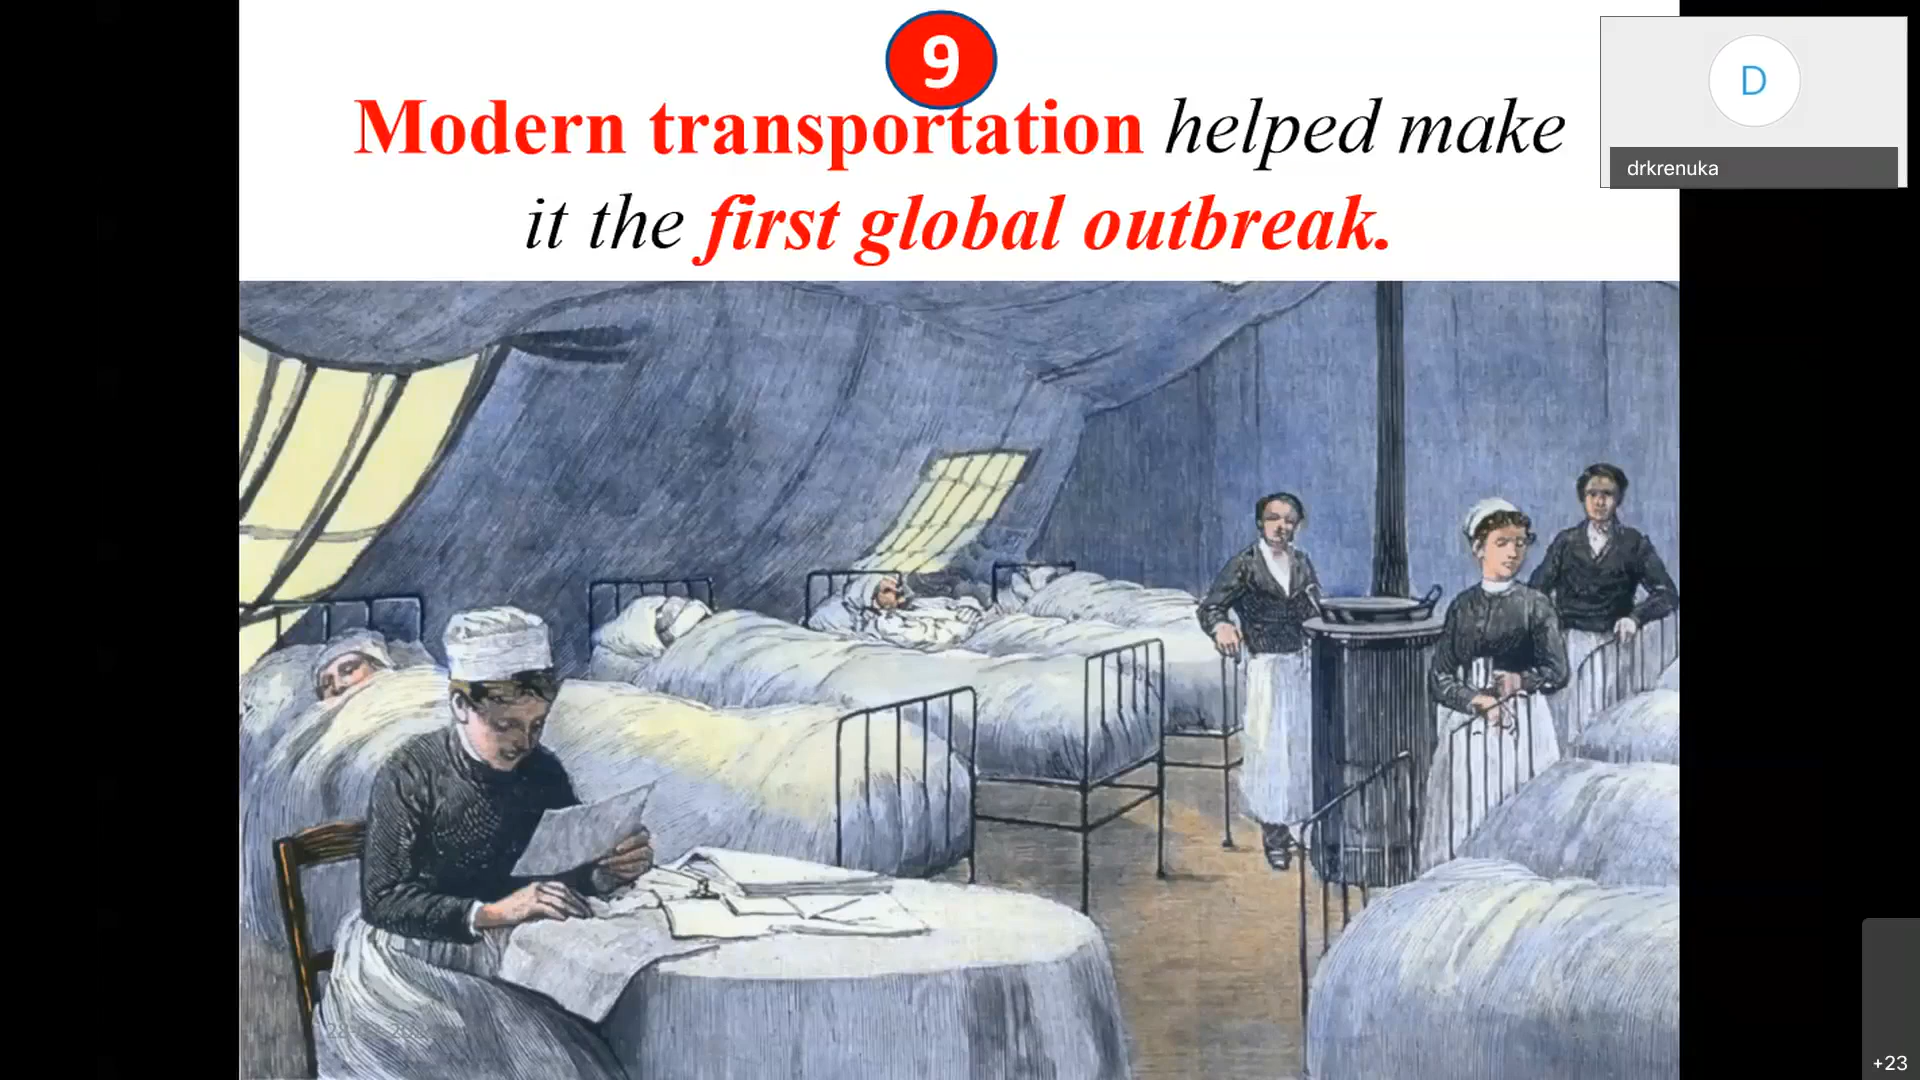 9
Modern transportation helped make
it the first global outbreak.
D
drkrenuka
+23